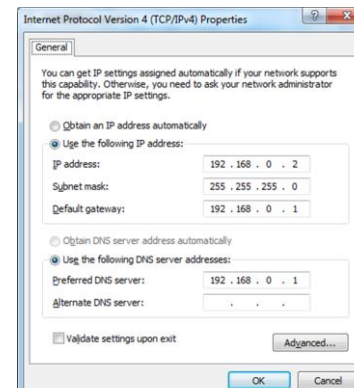 Internet Protocol Version 4 (TCP/IPv4) Properties
General
You can get IP settings assigned automatically if your network supports
this capability. Otherwise, you need to ask your network administrator
for the appropriate IP settings.
Obtain an IP address automatically
Use the following IP address:
IP address: 192 . 168 . 0 . 2
Subnet mask: 255 . 255 . 255 . 0
Default gateway: 192 . 168 . 0 . 1
Obtain DNS server address automatically
Use the following DNS server addresses:
Preferred DNS server: 192 . 168 . 0 . 1
Alternate DNS server: . . .
Validate settings upon exit
Advanced...
OK Cancel